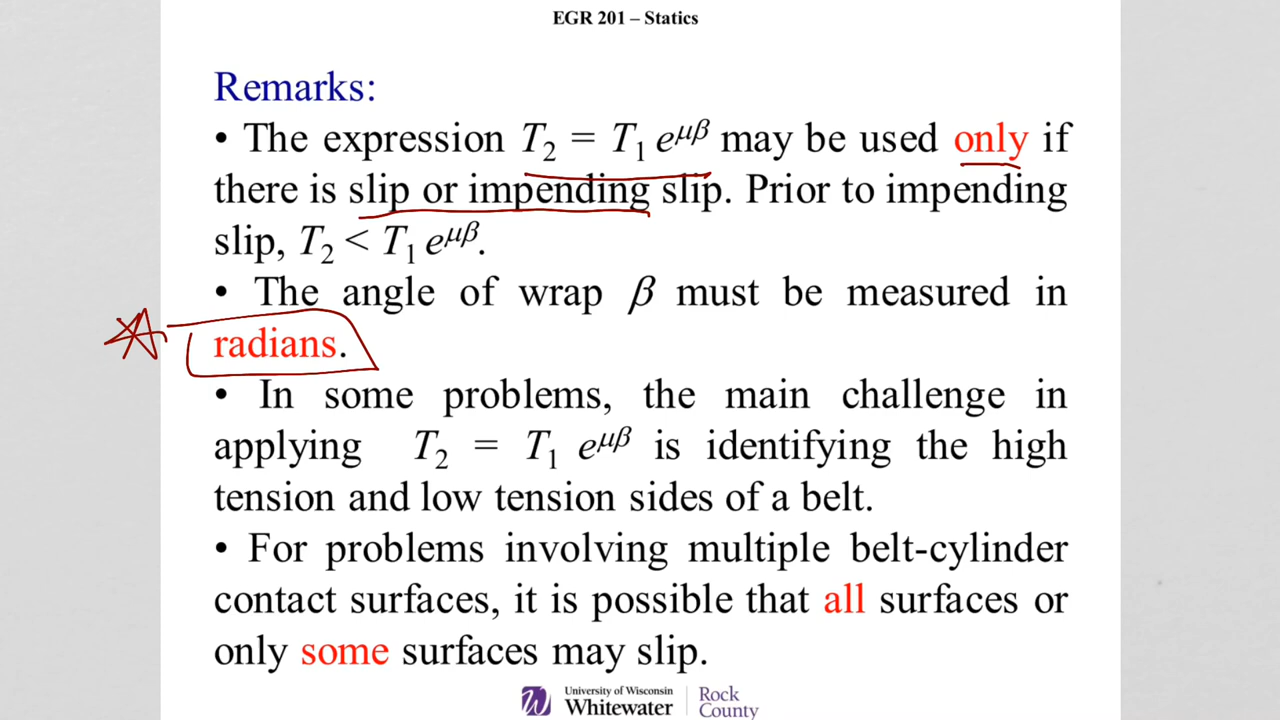 EGR 201 – Statics
Remarks:
• The expression T₂ = T₁ e^μβ may be used only if
there is slip or impending slip. Prior to impending
slip, T₂ < T₁ e^μβ.
• The angle of wrap β must be measured in
radians.
• In some problems, the main challenge in
applying T₂ = T₁ e^μβ is identifying the high
tension and low tension sides of a belt.
• For problems involving multiple belt-cylinder
contact surfaces, it is possible that all surfaces or
only some surfaces may slip.
University of Wisconsin
Whitewater
Rock
County